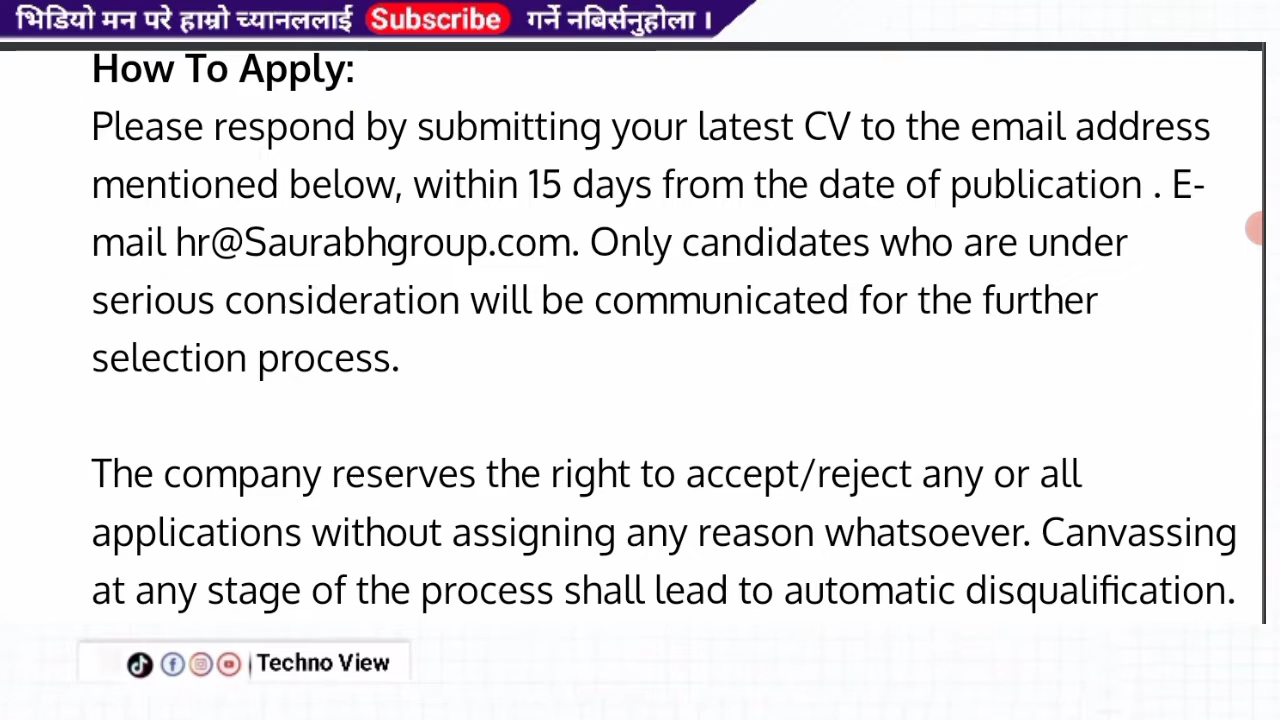 भिडियो मन परे हाम्रो च्यानललाई Subscribe गर्ने नबिर्सनुहोला ।
How To Apply:
Please respond by submitting your latest CV to the email address
mentioned below, within 15 days from the date of publication . E-
mail hr@Saurabhgroup.com. Only candidates who are under
serious consideration will be communicated for the further
selection process.
The company reserves the right to accept/reject any or all
applications without assigning any reason whatsoever. Canvassing
at any stage of the process shall lead to automatic disqualification.
| Techno View